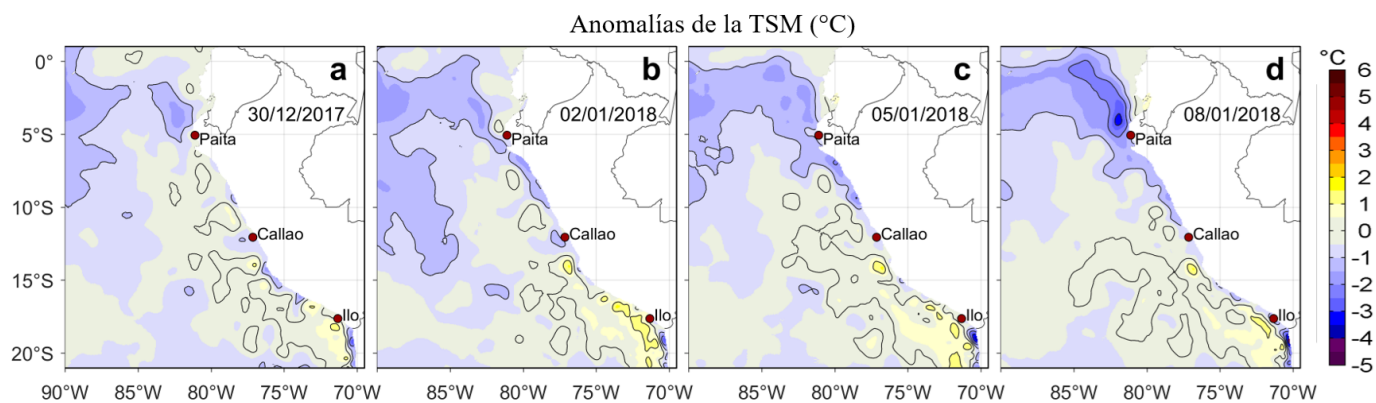 Anomalías de la TSM (°C)
a
30/12/2017
Paita
Callao
Ilo
b
02/01/2018
Paita
Callao
Ilo
c
05/01/2018
Paita
Callao
Ilo
d
08/01/2018
Paita
Callao
Ilo
0°
5°S
10°S
15°S
20°S
90°W 85°W 80°W 75°W 70°W
85°W 80°W 75°W 70°W
85°W 80°W 75°W 70°W
85°W 80°W 75°W 70°W
°C
6
5
4
3
2
1
0
-1
-2
-3
-4
-5